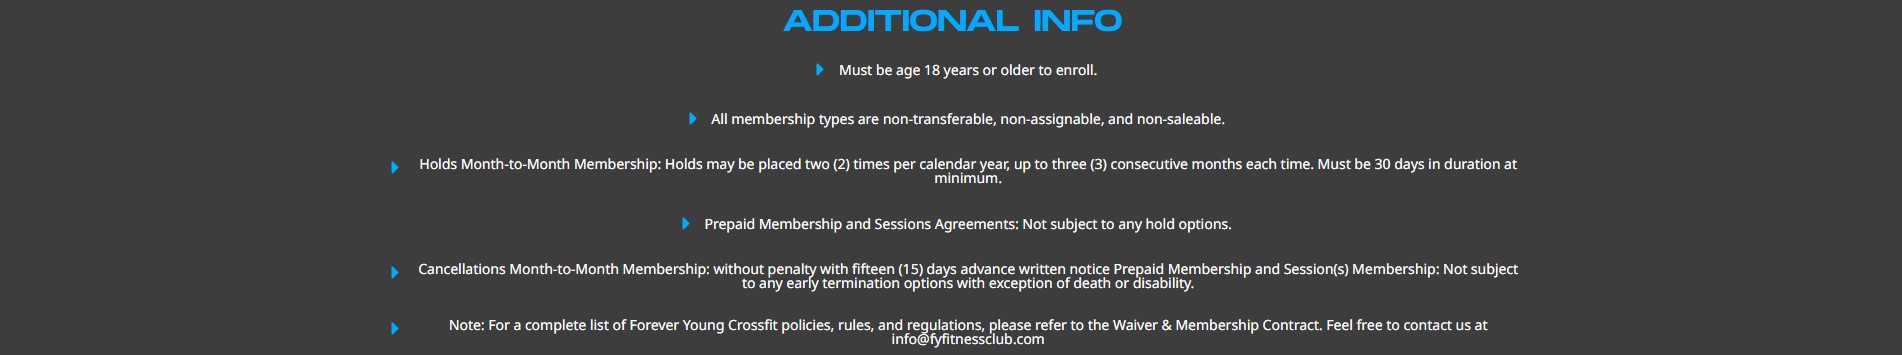 ADDITIONAL INFO
Must be age 18 years or older to enroll.
All membership types are non-transferable, non-assignable, and non-saleable.
Holds Month-to-Month Membership: Holds may be placed two (2) times per calendar year, up to three (3) consecutive months each time. Must be 30 days in duration at
minimum.
Prepaid Membership and Sessions Agreements: Not subject to any hold options.
Cancellations Month-to-Month Membership: without penalty with fifteen (15) days advance written notice Prepaid Membership and Session(s) Membership: Not subject
to any early termination options with exception of death or disability.
Note: For a complete list of Forever Young Crossfit policies, rules, and regulations, please refer to the Waiver & Membership Contract. Feel free to contact us at
info@fyfitnessclub.com